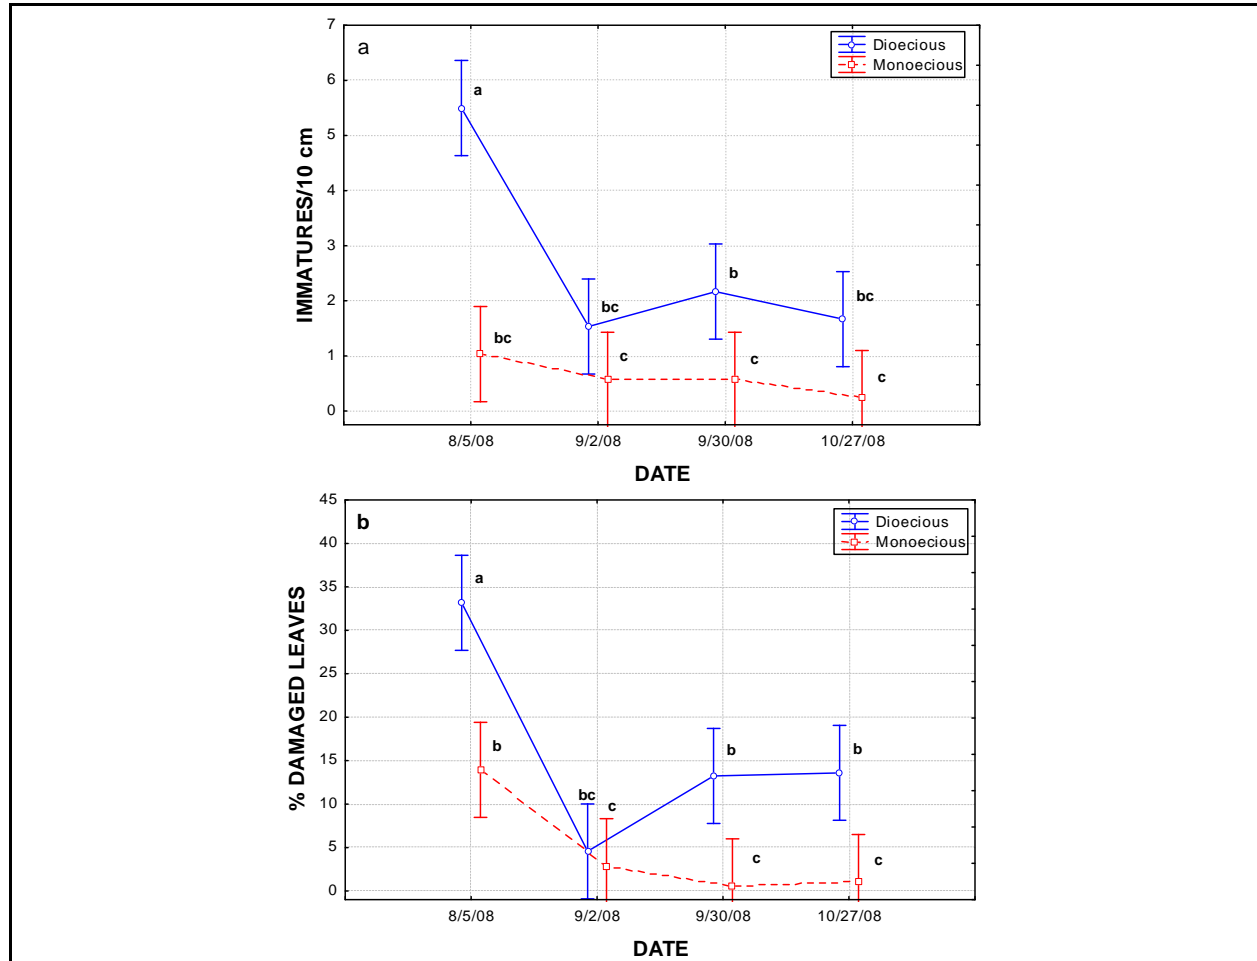 a
Dioecious
Monoecious
7
6
5
4
3
2
1
0
IMMATURES/10 cm
a
bc
b
bc
bc
c
c
c
8/5/08 9/2/08 9/30/08 10/27/08
DATE
b
Dioecious
Monoecious
45
40
35
30
25
20
15
10
5
0
% DAMAGED LEAVES
a
bc
b
b
b
c
c
c
8/5/08 9/2/08 9/30/08 10/27/08
DATE